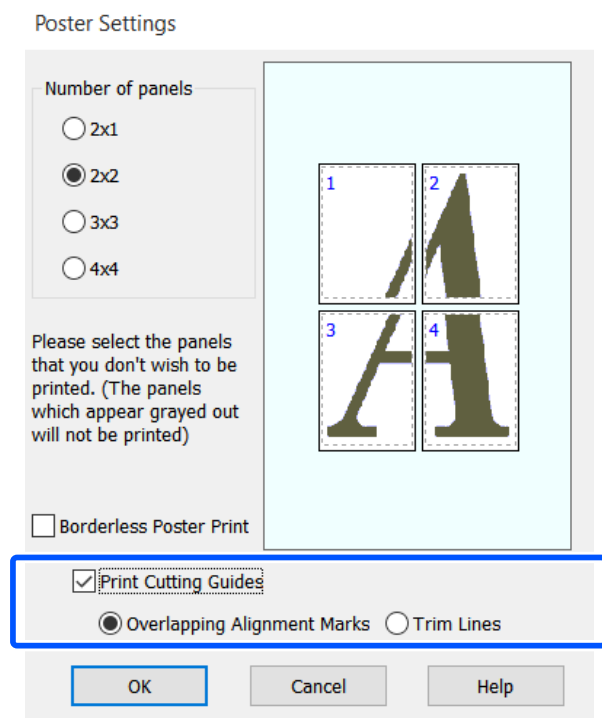 Poster Settings
Number of panels
2x1
2x2
3x3
4x4
1
2
3
4
Please select the panels
that you don't wish to be
printed. (The panels
which appear grayed out
will not be printed)
Borderless Poster Print
Print Cutting Guides
Overlapping Alignment Marks Trim Lines
OK Cancel Help